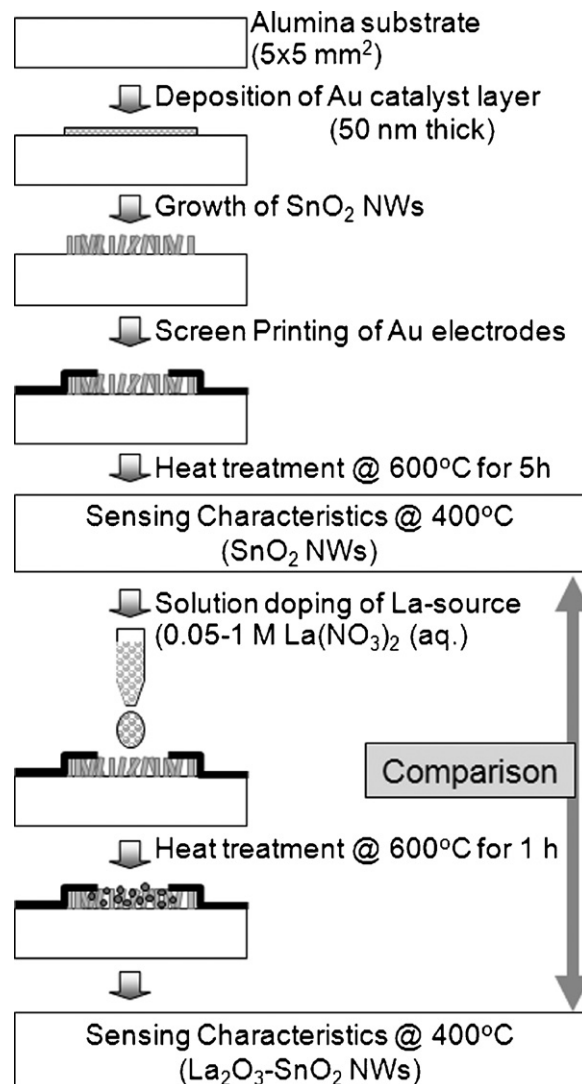 Alumina substrate
(5x5 mm²)
Deposition of Au catalyst layer
(50 nm thick)
Growth of SnO₂ NWs
Screen Printing of Au electrodes
Heat treatment @ 600°C for 5h
Sensing Characteristics @ 400°C
(SnO₂ NWs)
Solution doping of La-source
(0.05-1 M La(NO₃)₂ (aq.)
Comparison
Heat treatment @ 600°C for 1 h
Sensing Characteristics @ 400°C
(La₂O₃-SnO₂ NWs)